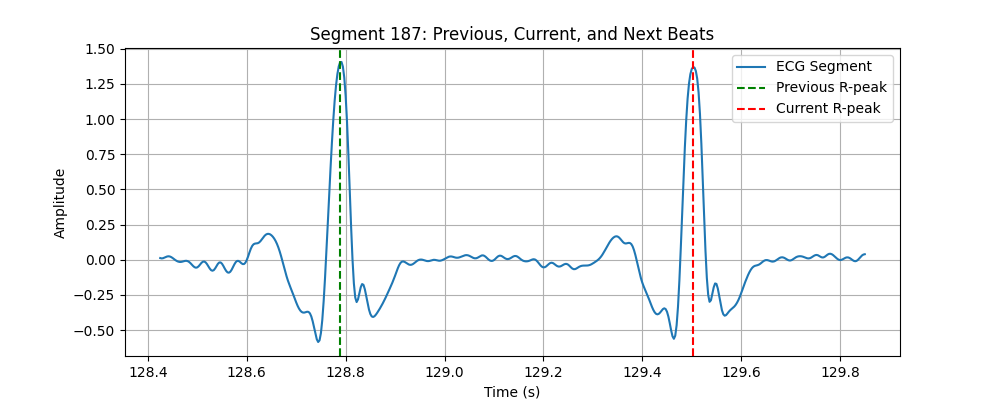 Segment 187: Previous, Current, and Next Beats
1.50
1.25
1.00
0.75
0.50
0.25
0.00
−0.25
−0.50
Amplitude
ECG Segment
Previous R-peak
Current R-peak
128.4 128.6 128.8 129.0 129.2 129.4 129.6 129.8
Time (s)